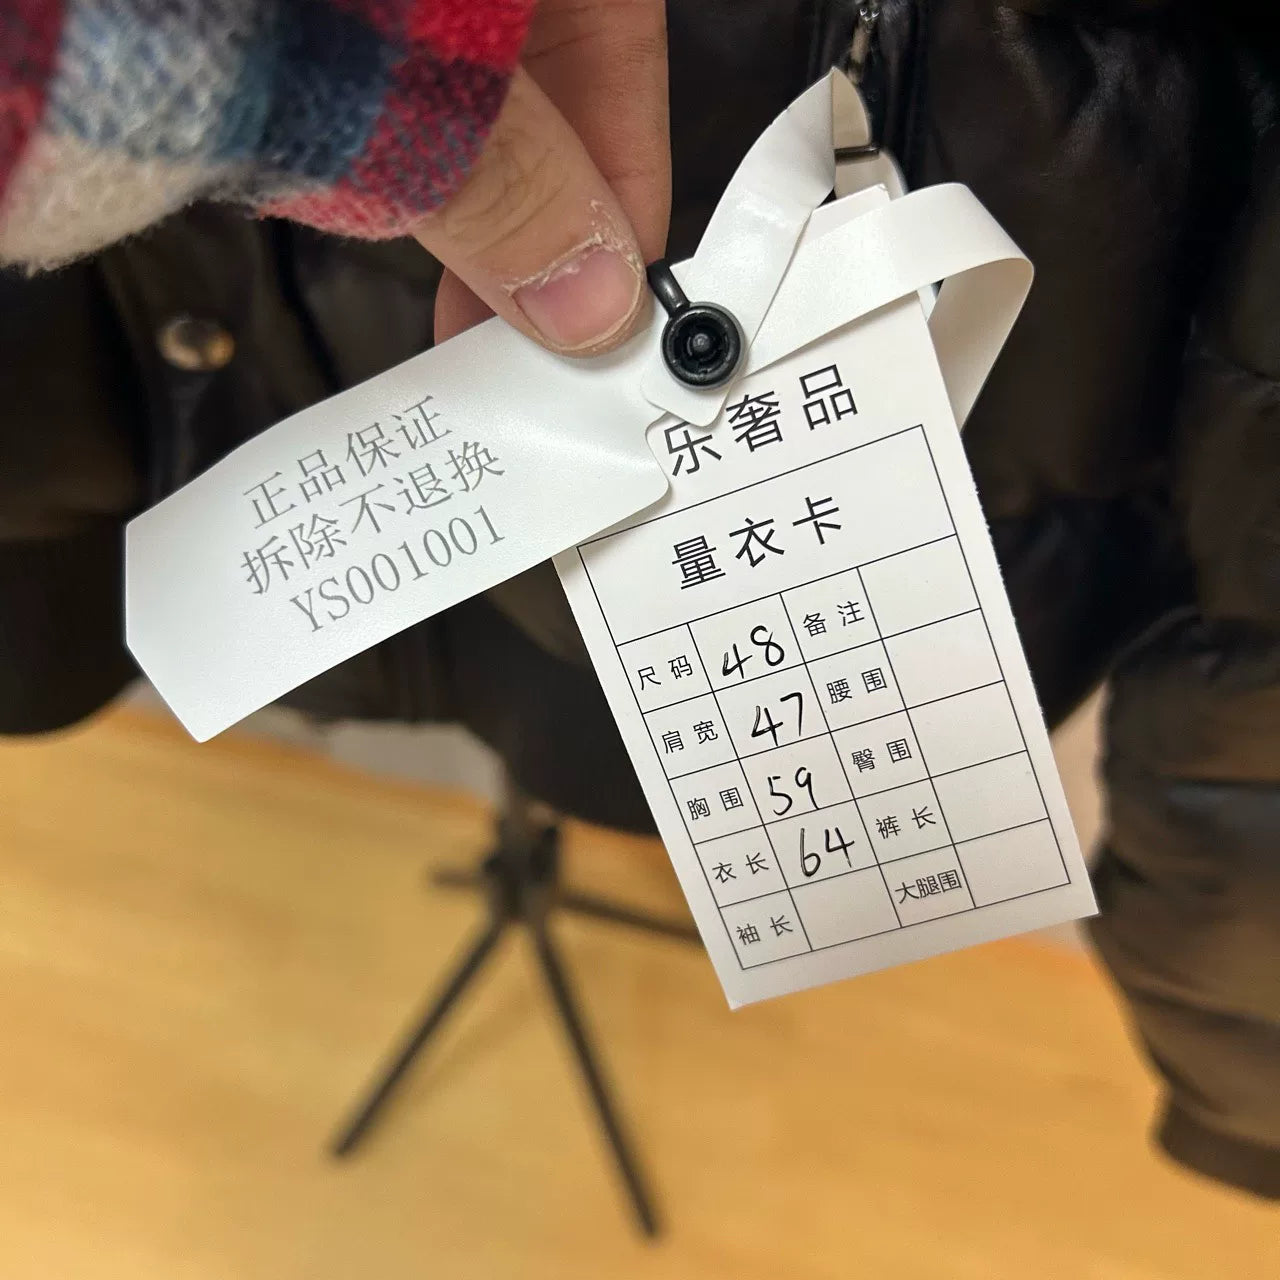 正品保证
拆除不退换
YS001001
乐奢品
量衣卡
尺码 48 备注
肩宽 47 腰围
胸围 59 臀围
衣长 64 裤长
袖长 大腿围